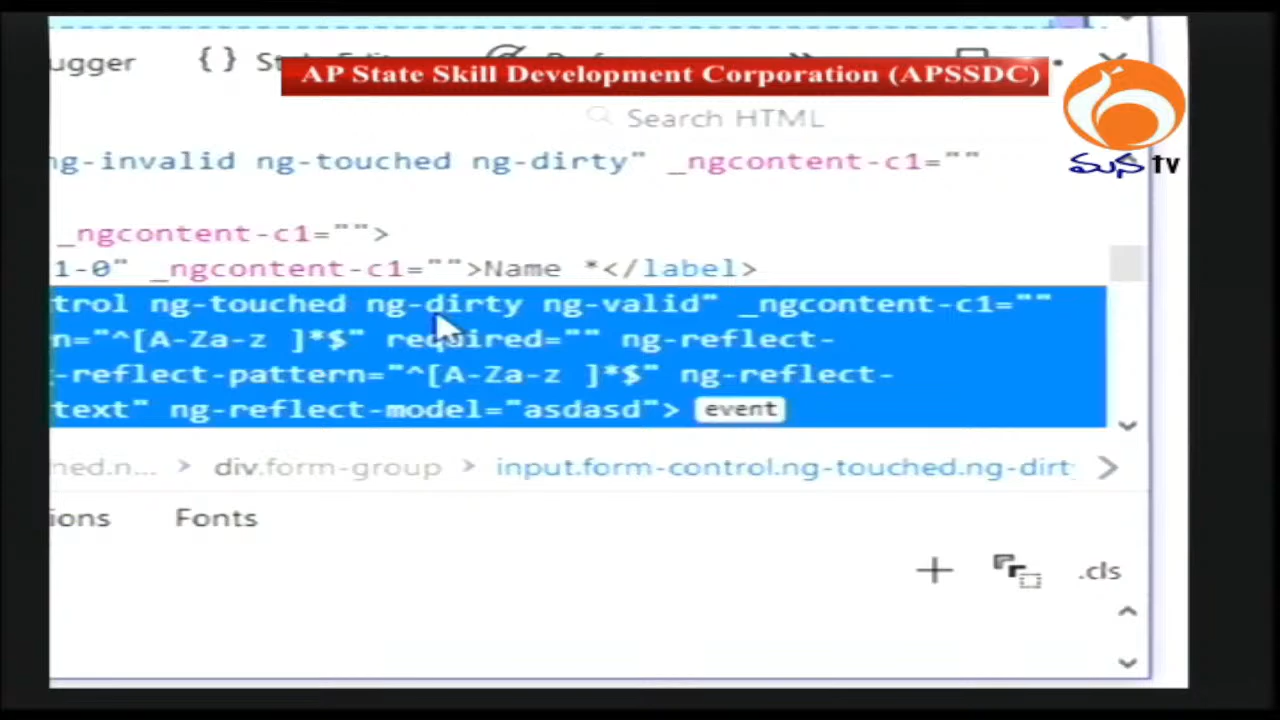 ugger { }
AP State Skill Development Corporation (APSSDC)
Search HTML
ng-invalid ng-touched ng-dirty" _ngcontent-c1=""
మన tv
_ngcontent-c1="">
1-0" _ngcontent-c1="">Name *</label>
trol ng-touched ng-dirty ng-valid" _ngcontent-c1=""
n="^[A-Za-z ]*$" required="" ng-reflect-
-reflect-pattern="^[A-Za-z ]*$" ng-reflect-
text" ng-reflect-model="asdasd"> event
hed.n... > div.form-group > input.form-control.ng-touched.ng-dirt
ions Fonts
+ .cls